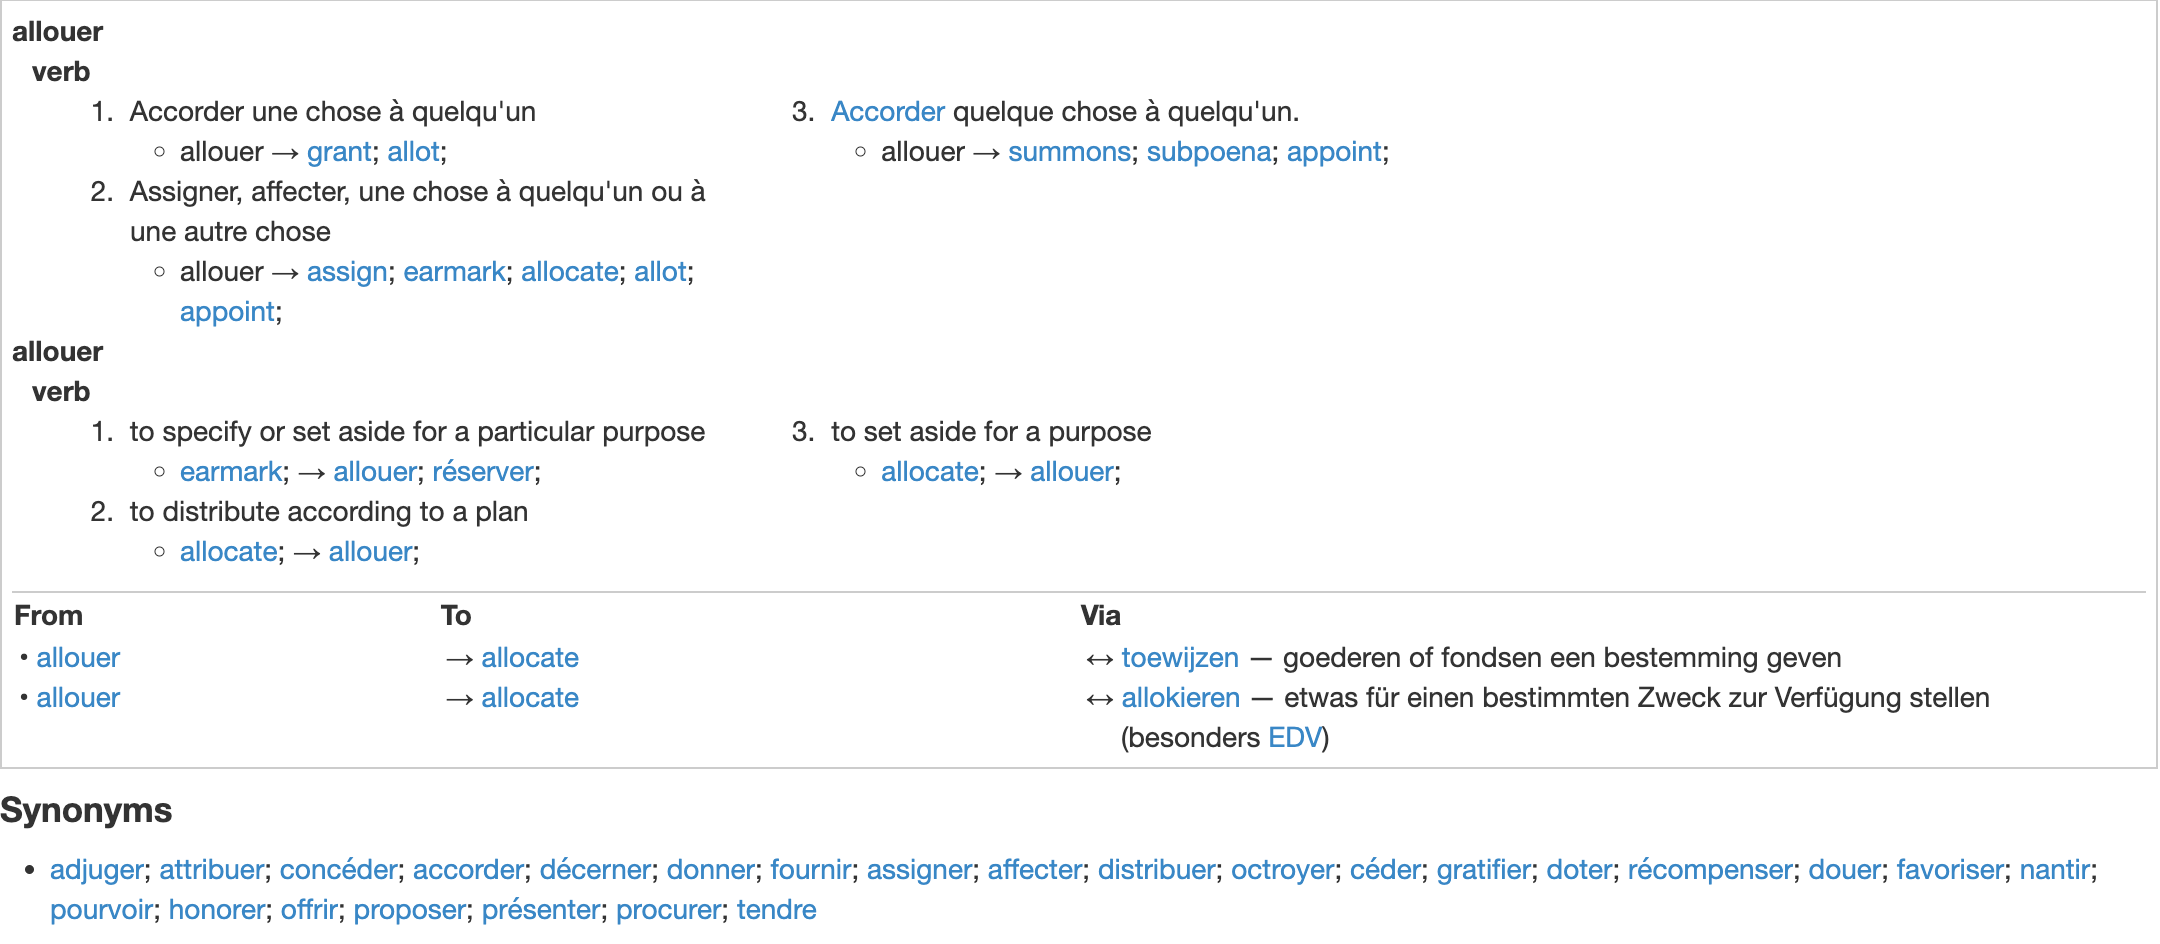 allouer
verb
1. Accorder une chose à quelqu'un
◦ allouer → grant; allot;
2. Assigner, affecter, une chose à quelqu'un ou à
une autre chose
◦ allouer → assign; earmark; allocate; allot;
appoint;
3. Accorder quelque chose à quelqu'un.
◦ allouer → summons; subpoena; appoint;
allouer
verb
1. to specify or set aside for a particular purpose
◦ earmark; → allouer; réserver;
2. to distribute according to a plan
◦ allocate; → allouer;
3. to set aside for a purpose
◦ allocate; → allouer;
From To Via
• allouer → allocate ↔ toewijzen — goederen of fondsen een bestemming geven
• allouer → allocate ↔ allokieren — etwas für einen bestimmten Zweck zur Verfügung stellen
(besonders EDV)
Synonyms
• adjuger; attribuer; concéder; accorder; décerner; donner; fournir; assigner; affecter; distribuer; octroyer; céder; gratifier; doter; récompenser; douer; favoriser; nantir;
pourvoir; honorer; offrir; proposer; présenter; procurer; tendre